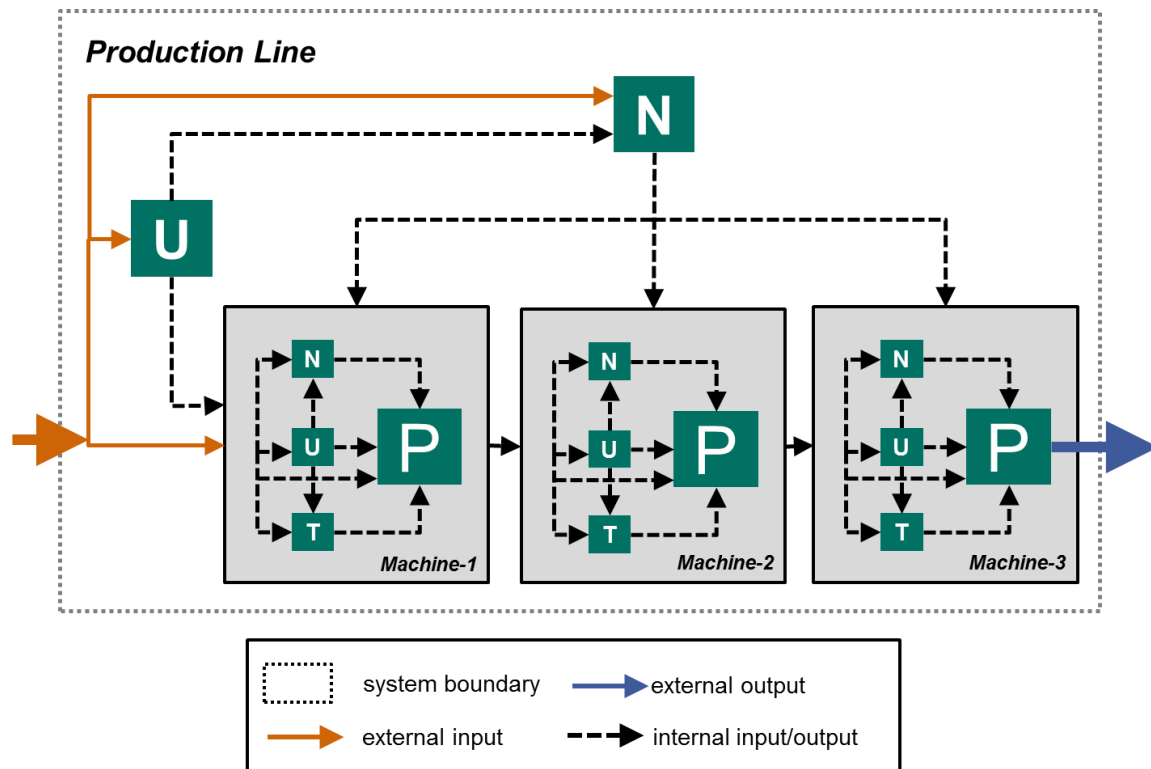 Production Line
N
U
N
U
P
T
Machine-1
N
U
P
T
Machine-2
N
U
P
T
Machine-3
system boundary
external output
external input
internal input/output